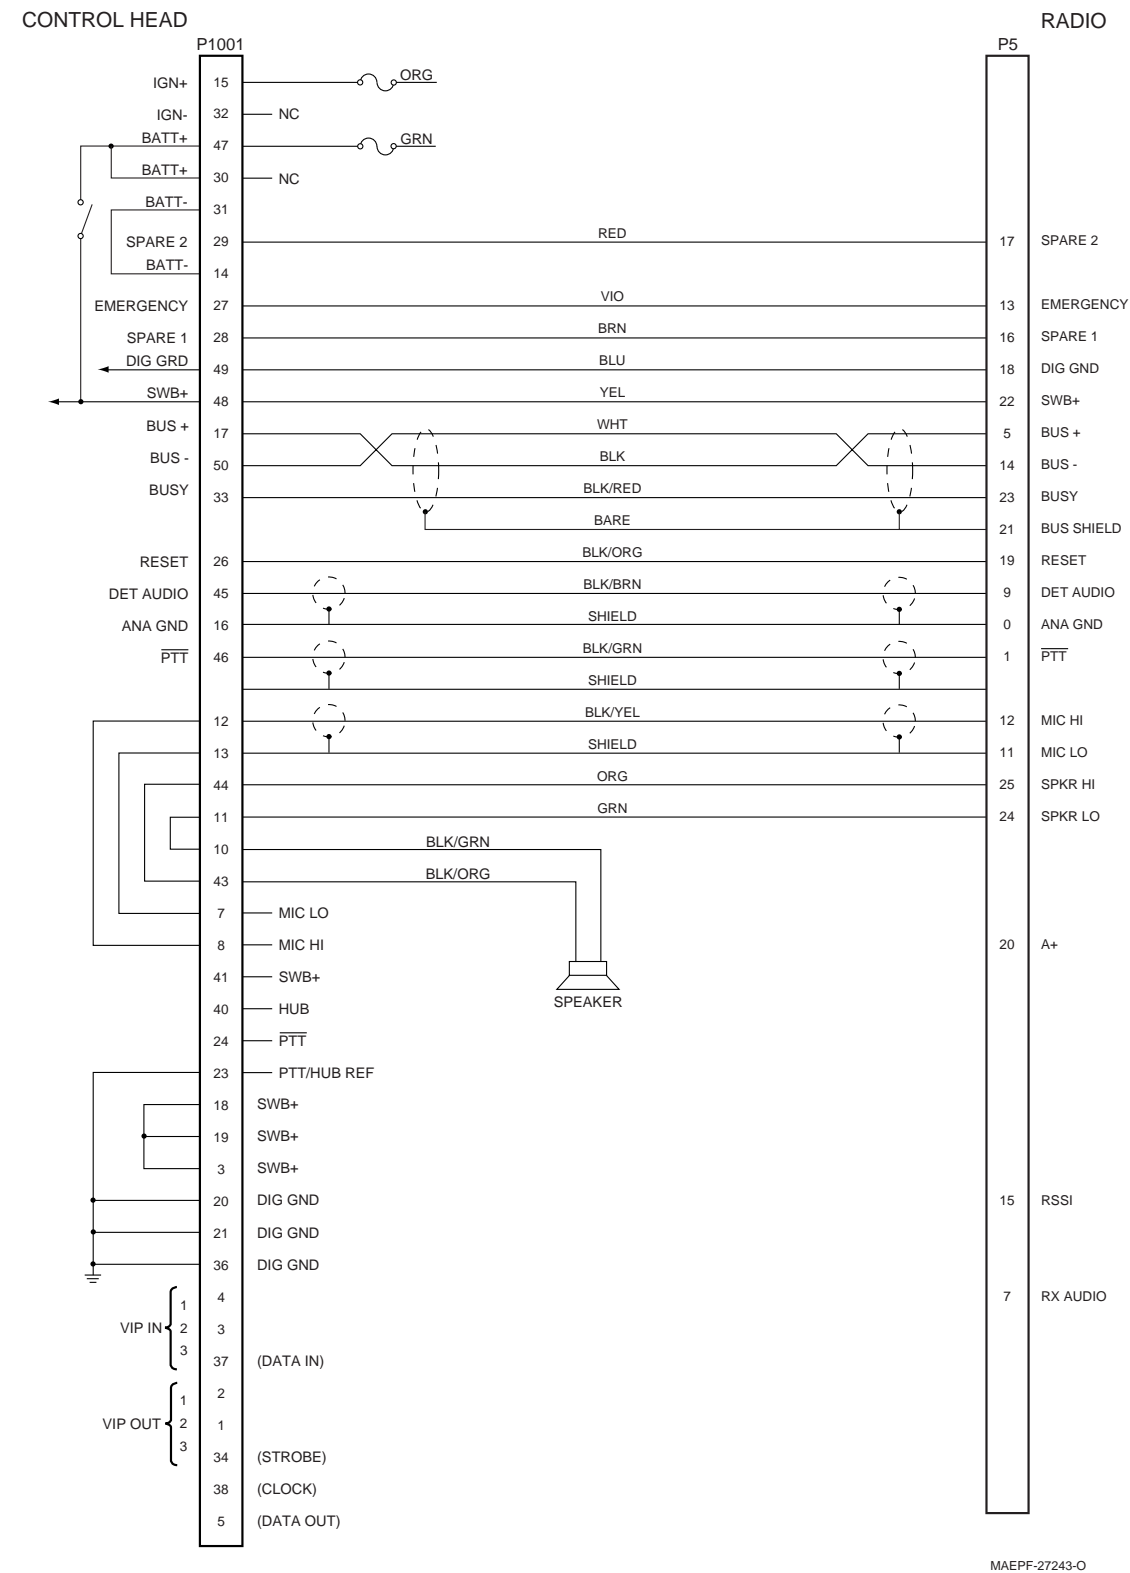 CONTROL HEAD RADIO
P1001 P5
IGN+ 15 ORG
IGN- 32 NC
BATT+ 47 GRN
BATT+ 30 NC
BATT- 31
SPARE 2 29 RED 17 SPARE 2
BATT- 14
EMERGENCY 27 VIO 13 EMERGENCY
SPARE 1 28 BRN 16 SPARE 1
DIG GRD 49 BLU 18 DIG GND
SWB+ 48 YEL 22 SWB+
BUS + 17 WHT 5 BUS +
BUS - 50 BLK 14 BUS -
BUSY 33 BLK/RED 23 BUSY
BARE 21 BUS SHIELD
RESET 26 BLK/ORG 19 RESET
DET AUDIO 45 BLK/BRN 9 DET AUDIO
ANA GND 16 SHIELD 0 ANA GND
PTT 46 BLK/GRN 1 PTT
SHIELD
12 BLK/YEL 12 MIC HI
13 SHIELD 11 MIC LO
44 ORG 25 SPKR HI
11 GRN 24 SPKR LO
10 BLK/GRN
43 BLK/ORG
7 MIC LO
8 MIC HI 20 A+
41 SWB+
SPEAKER
40 HUB
24 PTT
23 PTT/HUB REF
18 SWB+
19 SWB+
3 SWB+
20 DIG GND 15 RSSI
21 DIG GND
36 DIG GND
1 4 7 RX AUDIO
VIP IN 2 3
3 37 (DATA IN)
1 2
VIP OUT 2 1
3 34 (STROBE)
38 (CLOCK)
5 (DATA OUT)
MAEPF-27243-O